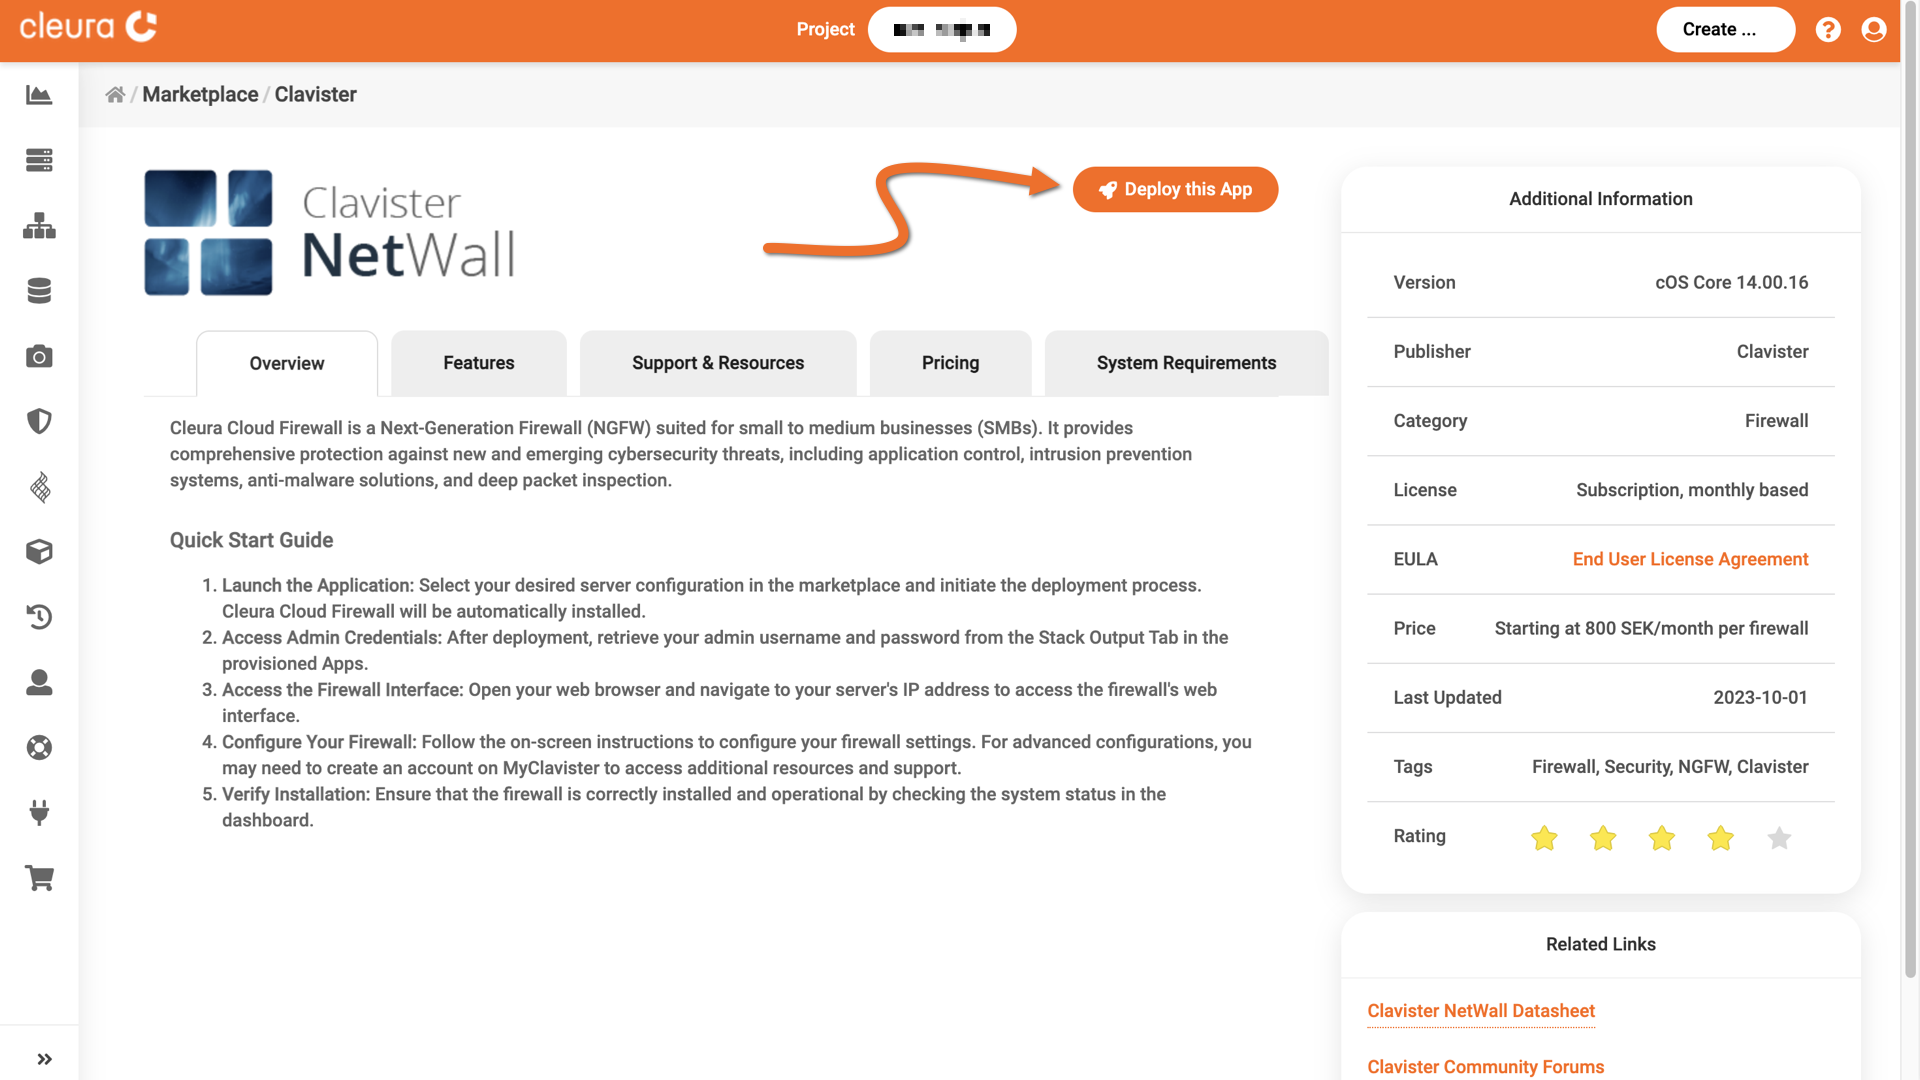 cleura
Project
Create ...
/ Marketplace / Clavister
Clavister
NetWall
Deploy this App
Overview
Features
Support & Resources
Pricing
System Requirements
Cleura Cloud Firewall is a Next-Generation Firewall (NGFW) suited for small to medium businesses (SMBs). It provides
comprehensive protection against new and emerging cybersecurity threats, including application control, intrusion prevention
systems, anti-malware solutions, and deep packet inspection.
Quick Start Guide
1. Launch the Application: Select your desired server configuration in the marketplace and initiate the deployment process.
Cleura Cloud Firewall will be automatically installed.
2. Access Admin Credentials: After deployment, retrieve your admin username and password from the Stack Output Tab in the
provisioned Apps.
3. Access the Firewall Interface: Open your web browser and navigate to your server's IP address to access the firewall's web
interface.
4. Configure Your Firewall: Follow the on-screen instructions to configure your firewall settings. For advanced configurations, you
may need to create an account on MyClavister to access additional resources and support.
5. Verify Installation: Ensure that the firewall is correctly installed and operational by checking the system status in the
dashboard.
Additional Information
Version cOS Core 14.00.16
Publisher Clavister
Category Firewall
License Subscription, monthly based
EULA End User License Agreement
Price Starting at 800 SEK/month per firewall
Last Updated 2023-10-01
Tags Firewall, Security, NGFW, Clavister
Rating
Related Links
Clavister NetWall Datasheet
Clavister Community Forums